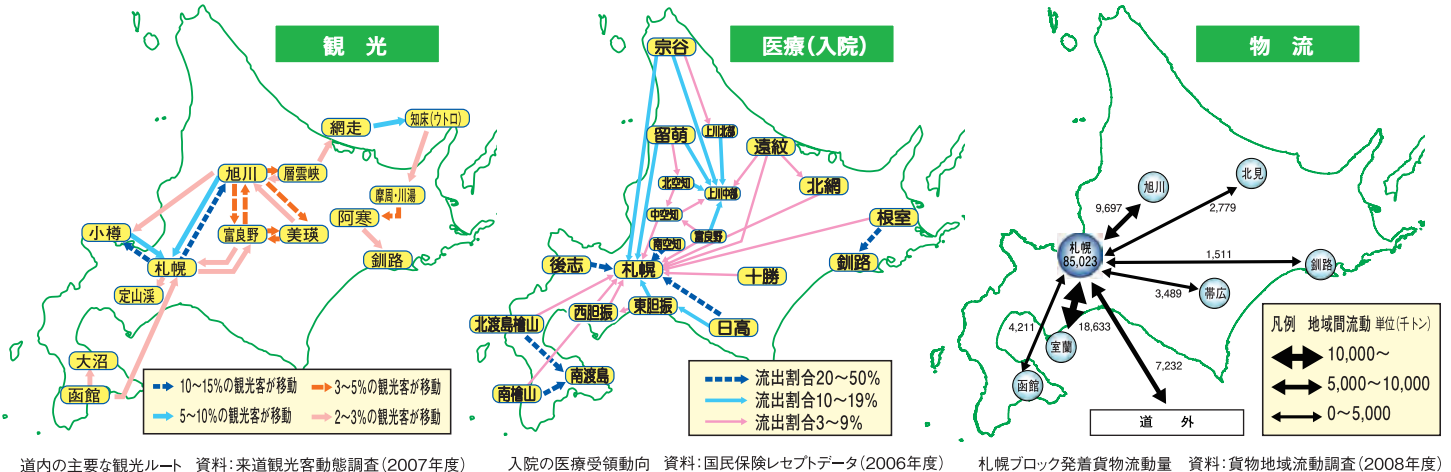 観光
網走
知床(ウトロ)
旭川
層雲峡
摩周・川湯
阿寒
小樽
富良野
美瑛
釧路
札幌
定山渓
大沼
函館
10～15%の観光客が移動
3～5%の観光客が移動
5～10%の観光客が移動
2～3%の観光客が移動
道内の主要な観光ルート 資料：来道観光客動態調査(2007年度)
医療(入院)
宗谷
留萌
上川北部
遠紋
北空知
上川中部
北網
中空知
根室
南空知
富良野
後志
札幌
十勝
釧路
西胆振
東胆振
北渡島檜山
日高
南渡島
南檜山
流出割合20～50%
流出割合10～19%
流出割合3～9%
入院の医療受領動向 資料：国民保険レセプトデータ(2006年度)
物流
旭川
北見
9,697
2,779
札幌
85,023
1,511
釧路
3,489
帯広
4,211
18,633
室蘭
7,232
函館
道外
凡例 地域間流動 単位(千トン)
10,000～
5,000～10,000
0～5,000
札幌ブロック発着貨物流動量 資料：貨物地域流動調査(2008年度)